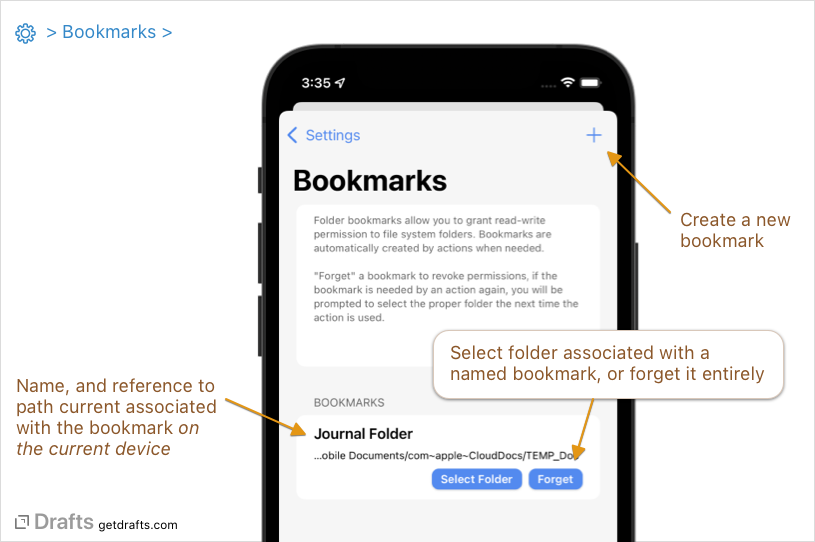 > Bookmarks >
3:35
Settings
Bookmarks
Folder bookmarks allow you to grant read-write
permission to file system folders. Bookmarks are
automatically created by actions when needed.
"Forget" a bookmark to revoke permissions, if the
bookmark is needed by an action again, you will be
prompted to select the proper folder the next time the
action is used.
Create a new
bookmark
Select folder associated with a
named bookmark, or forget it entirely
Name, and reference to
path current associated
with the bookmark on
the current device
BOOKMARKS
Journal Folder
...obile Documents/com~apple~CloudDocs/TEMP_Do
Select Folder
Forget
Drafts getdrafts.com